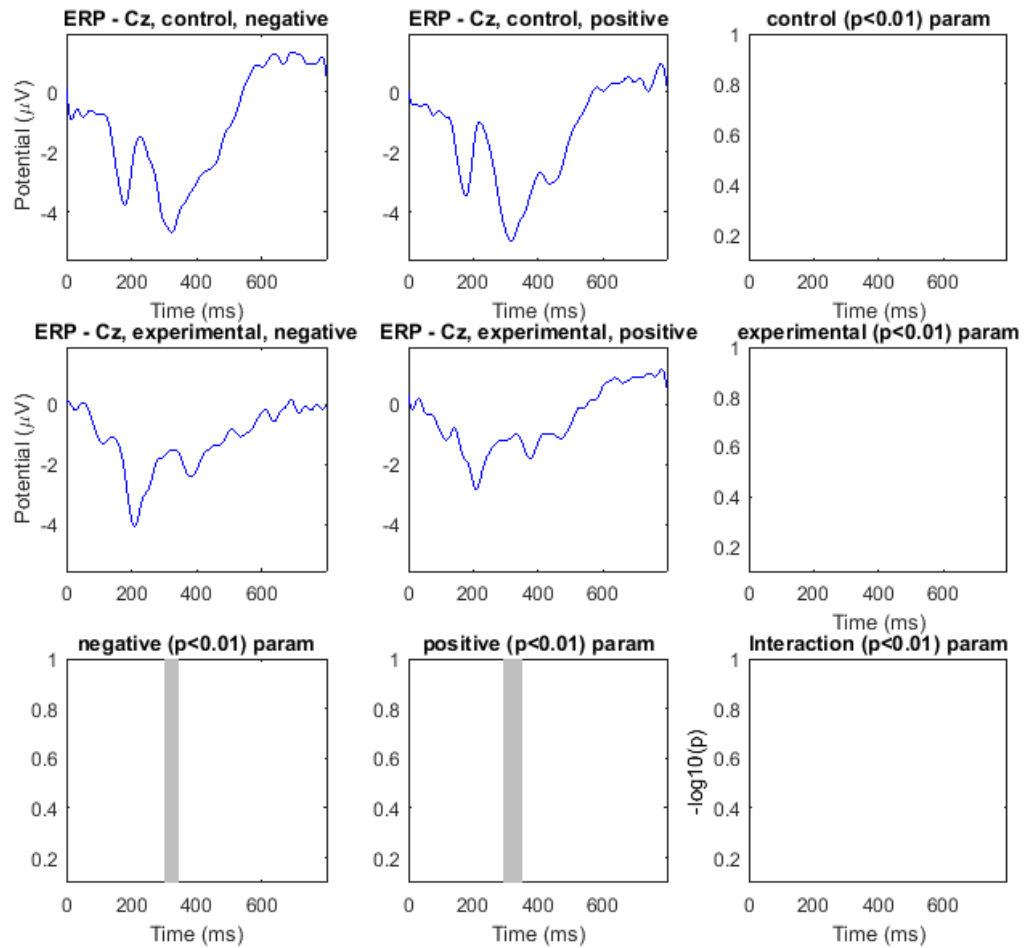 ERP - Cz, control, negative
ERP - Cz, control, positive
control (p<0.01) param
Potential (μV)
0
-2
-4
0 200 400 600
Time (ms)
0
-2
-4
0 200 400 600
Time (ms)
1
0.8
0.6
0.4
0.2
0 200 400 600
Time (ms)
ERP - Cz, experimental, negative
ERP - Cz, experimental, positive
experimental (p<0.01) param
Potential (μV)
0
-2
-4
0 200 400 600
0
-2
-4
0 200 400 600
1
0.8
0.6
0.4
0.2
0 200 400 600
Time (ms)
negative (p<0.01) param
positive (p<0.01) param
Interaction (p<0.01) param
1
0.8
0.6
0.4
0.2
0 200 400 600
Time (ms)
1
0.8
0.6
0.4
0.2
0 200 400 600
Time (ms)
-log10(p)
1
0.8
0.6
0.4
0.2
0 200 400 600
Time (ms)